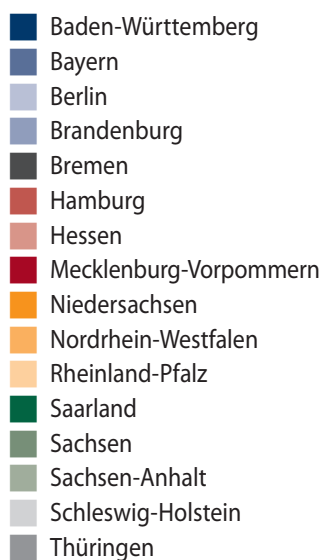 Baden-Württemberg
Bayern
Berlin
Brandenburg
Bremen
Hamburg
Hessen
Mecklenburg-Vorpommern
Niedersachsen
Nordrhein-Westfalen
Rheinland-Pfalz
Saarland
Sachsen
Sachsen-Anhalt
Schleswig-Holstein
Thüringen